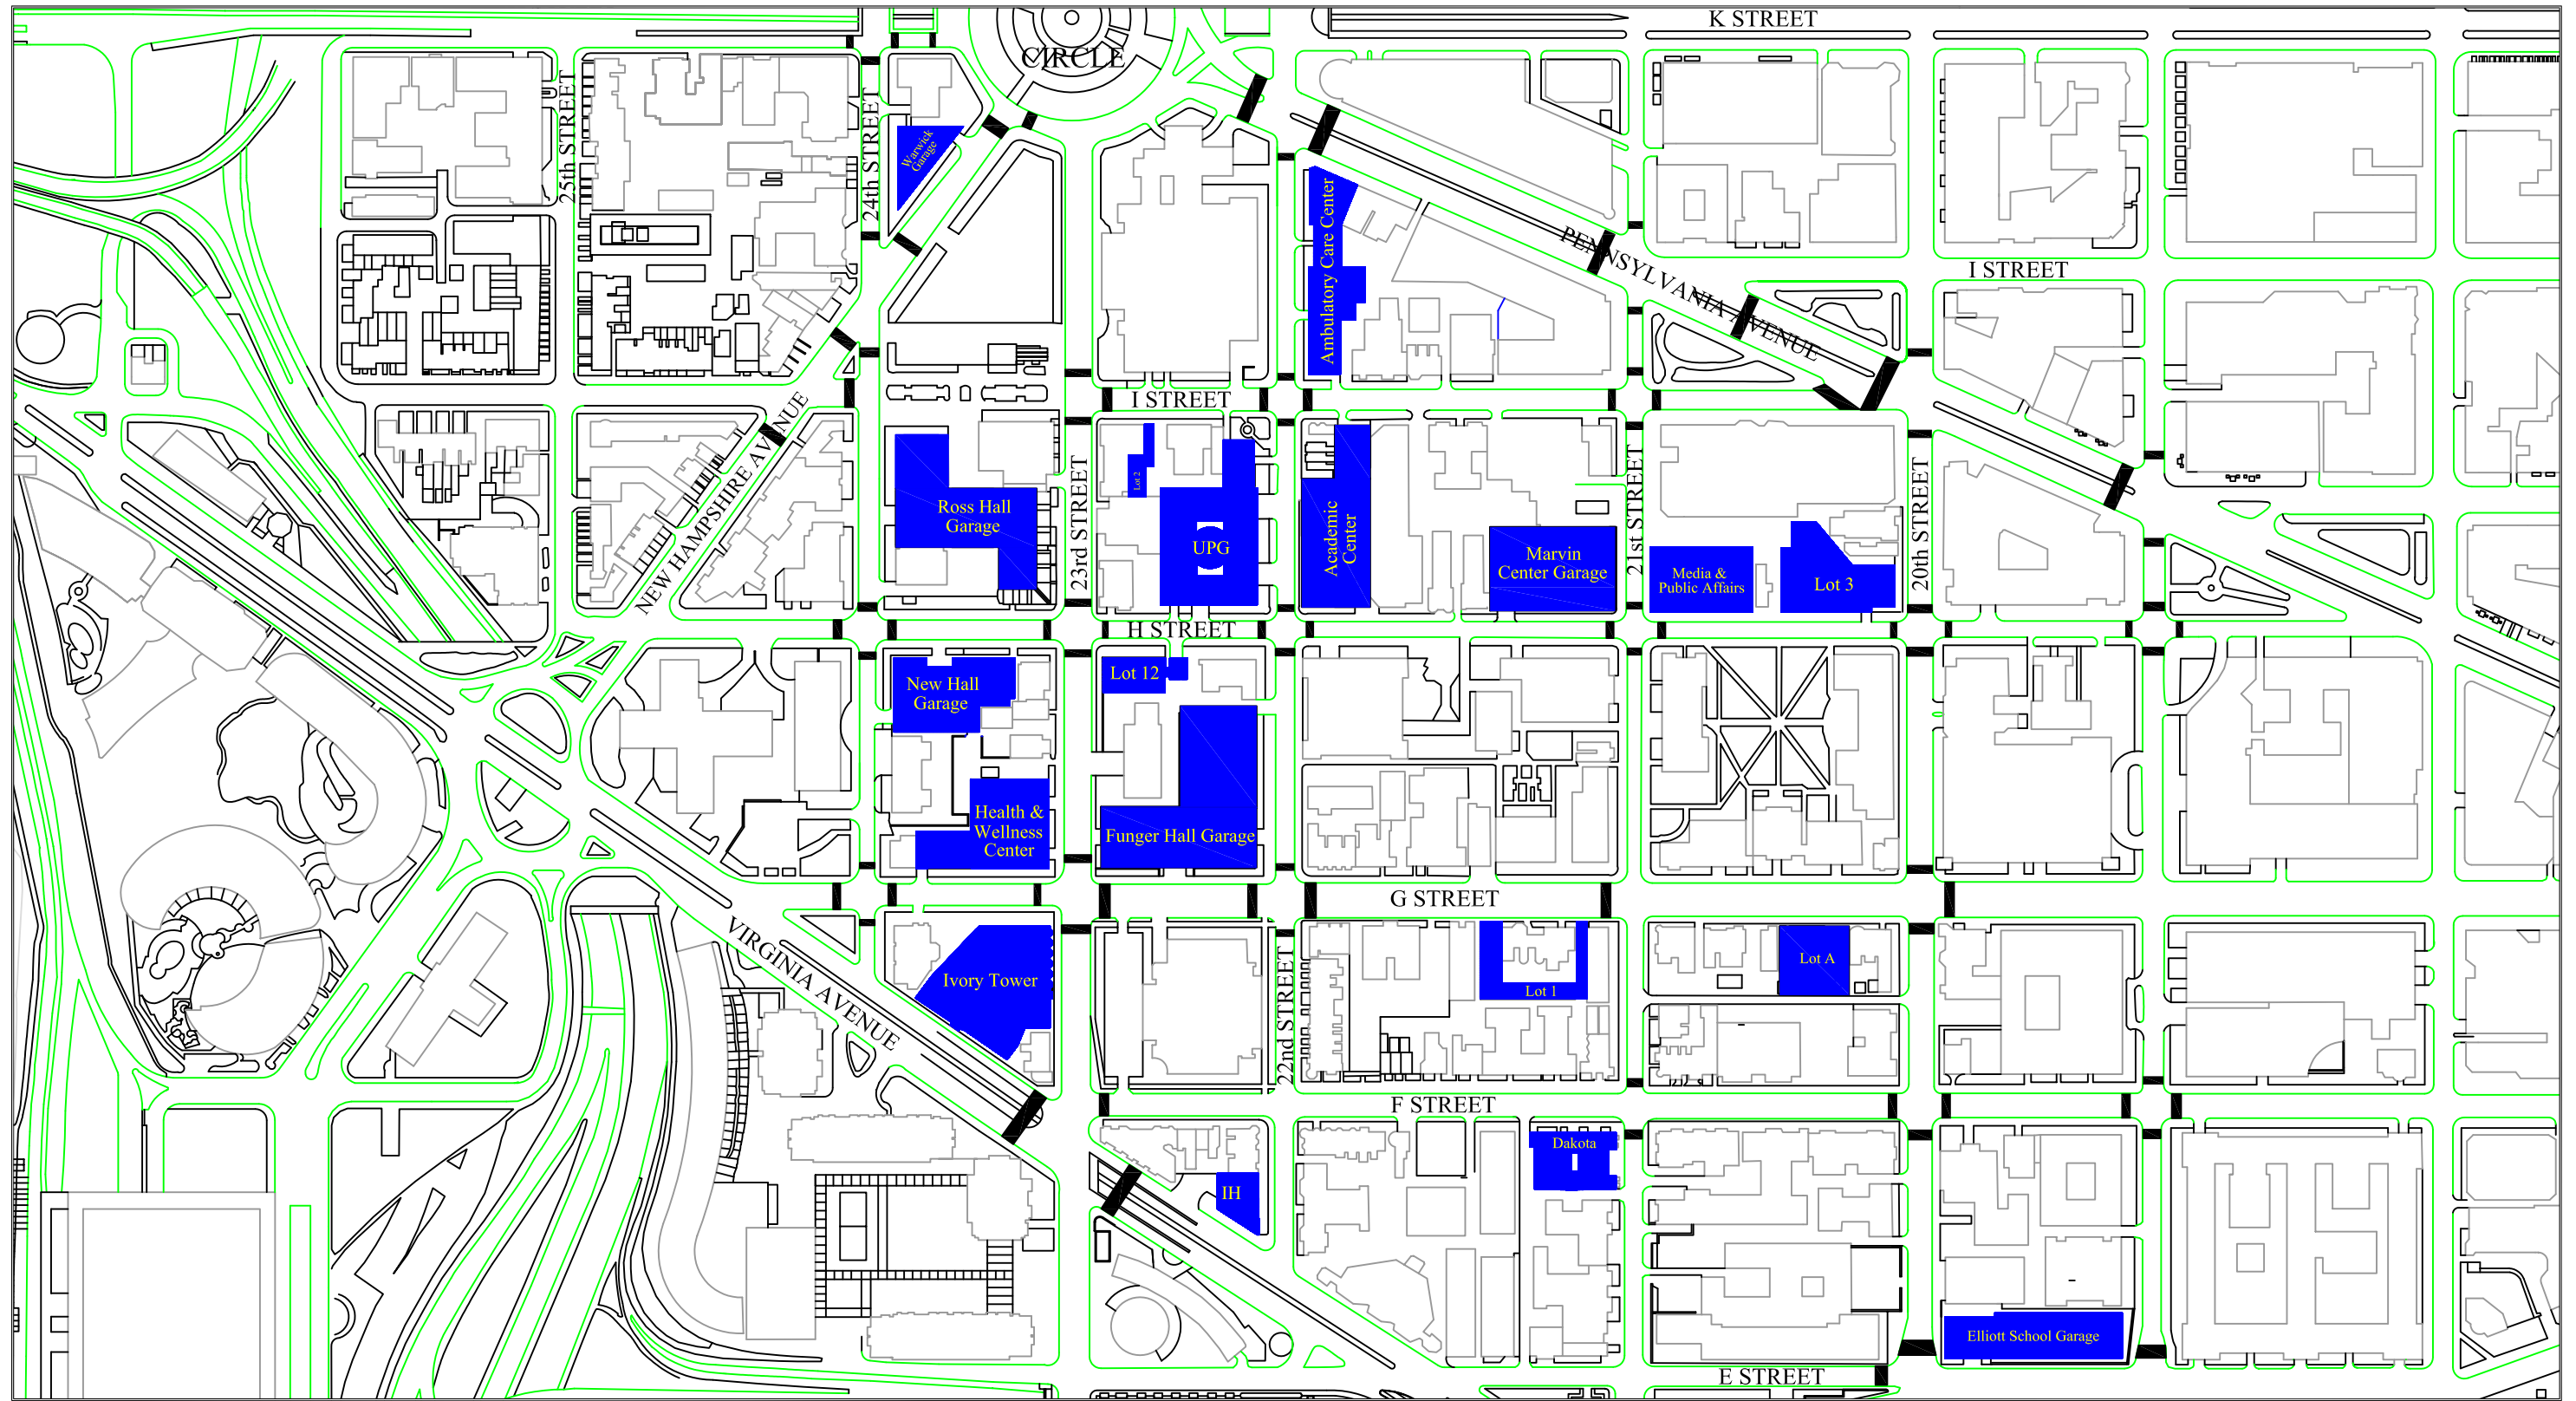 K STREET
CIRCLE
25th STREET
24th STREET
Warwick
Garage
Ambulatory Care Center
PENNSYLVANIA AVENUE
I STREET
I STREET
NEW HAMPSHIRE AVENUE
Ross Hall
Garage
23rd STREET
Lot 2
UPG
Academic
Center
Marvin
Center Garage
21st STREET
Media &
Public Affairs
Lot 3
20th STREET
H STREET
New Hall
Garage
Lot 12
Health &
Wellness
Center
Funger Hall Garage
G STREET
VIRGINIA AVENUE
Ivory Tower
22nd STREET
Lot 1
Lot A
F STREET
Dakota
IH
Elliott School Garage
E STREET